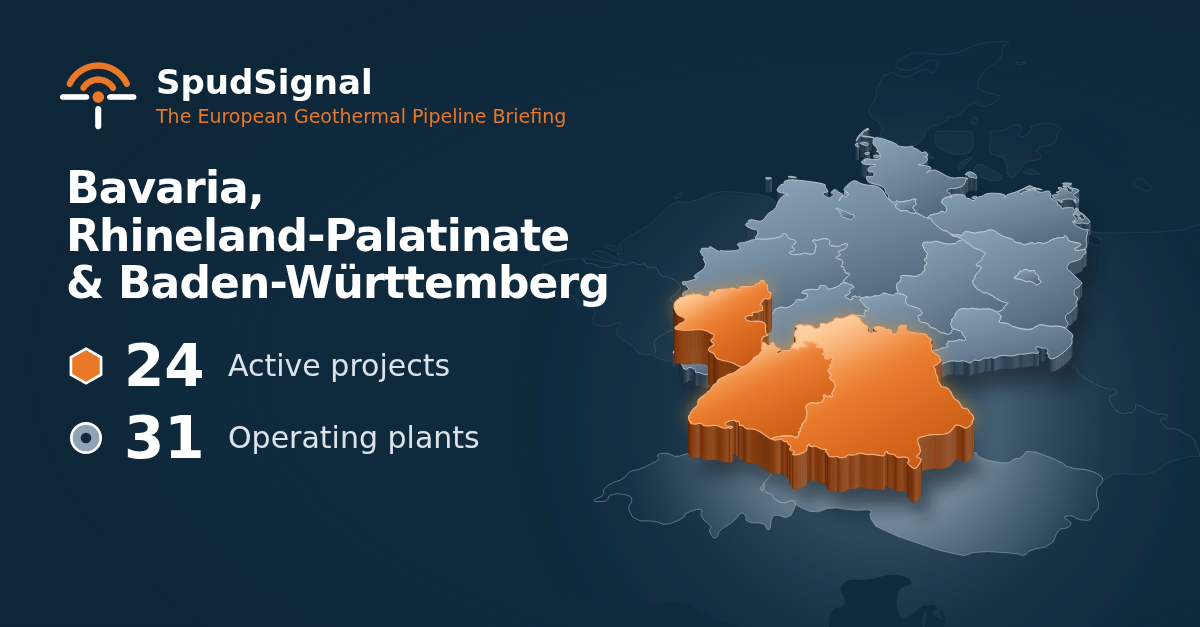 SpudSignal
The European Geothermal Pipeline Briefing
Bavaria,
Rhineland-Palatinate
& Baden-Württemberg
24 Active projects
31 Operating plants